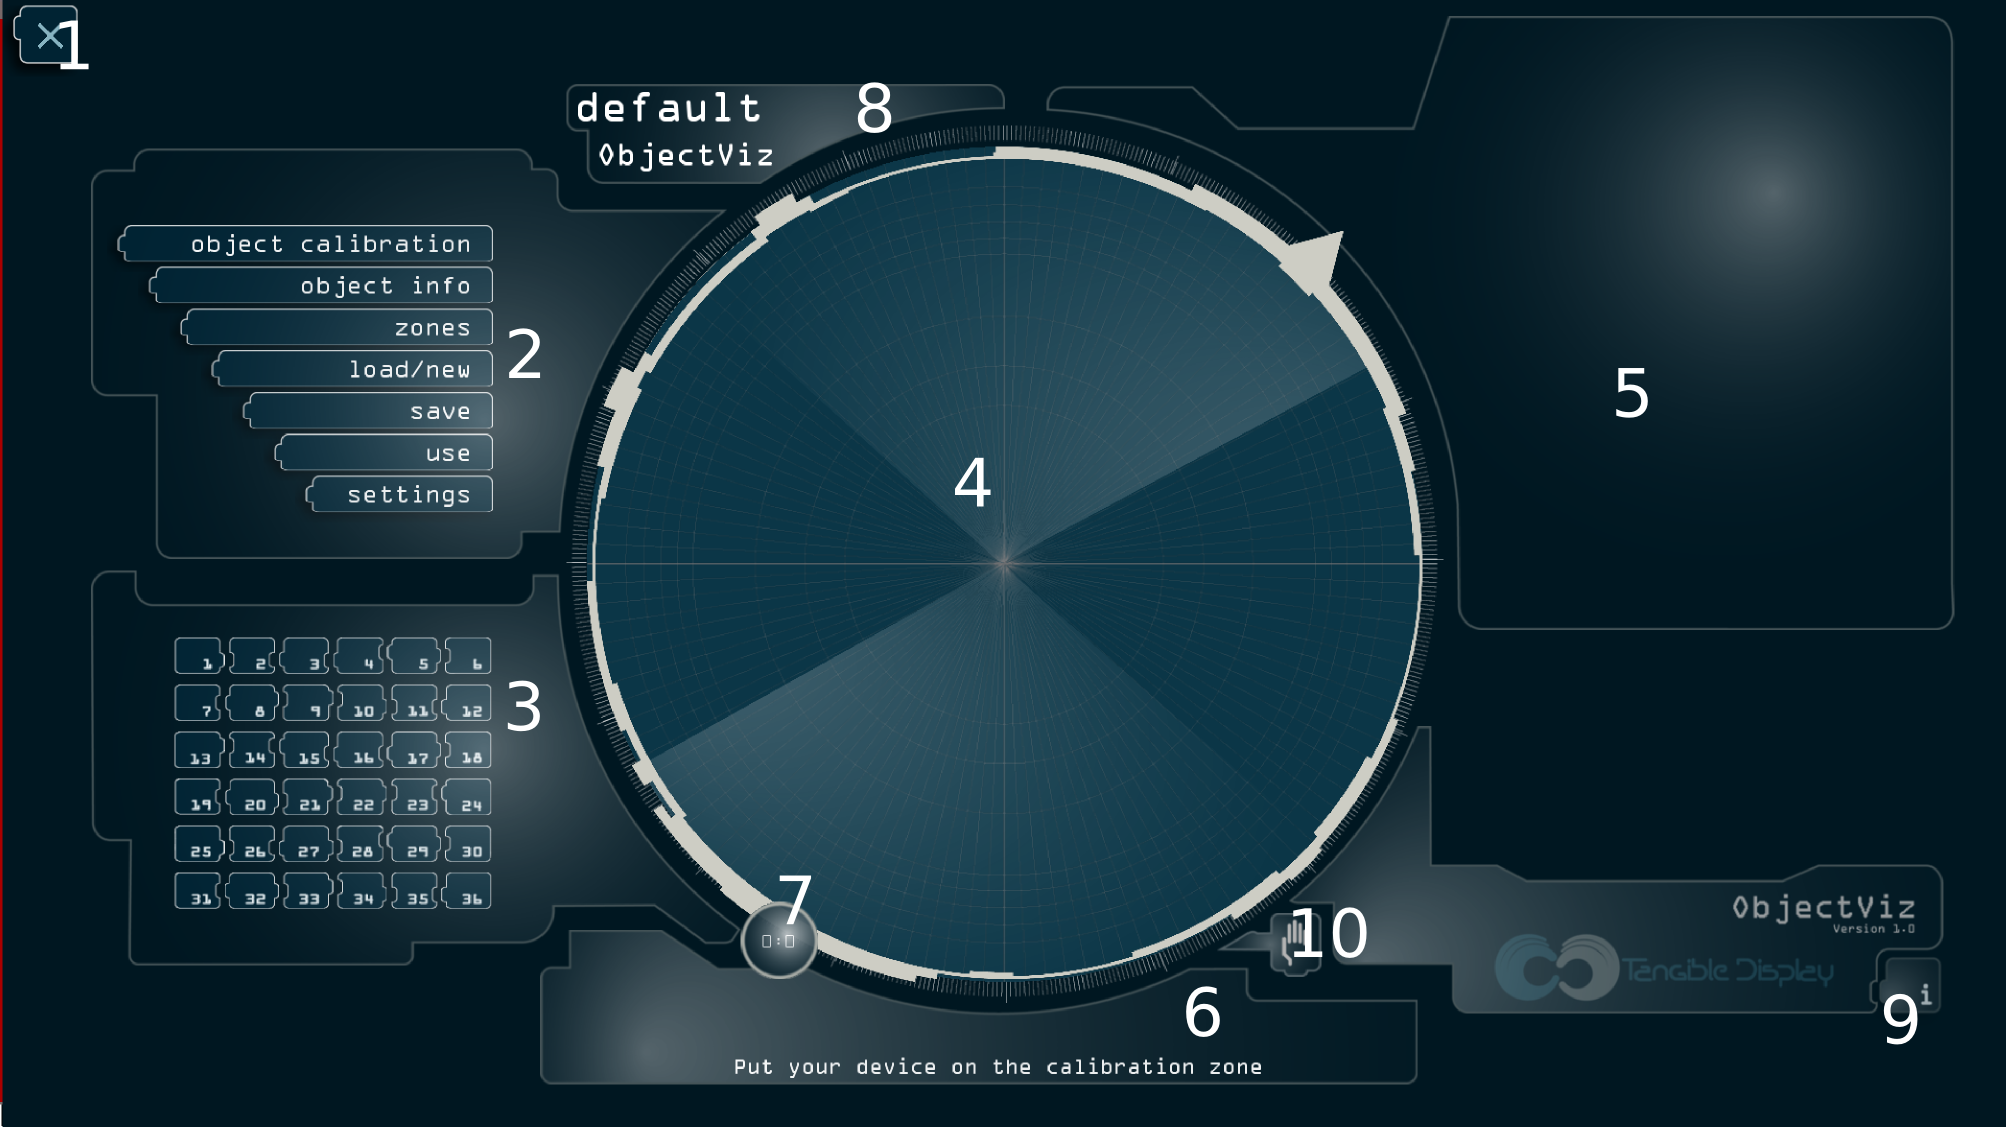 1
default
8
ObjectViz
object calibration
object info
zones
load/new
save
use
settings
2
5
4
1 2 3 4 5 6
7 8 9 10 11 12
13 14 15 16 17 18
19 20 21 22 23 24
25 26 27 28 29 30
31 32 33 34 35 36
3
7
:
10
6
Put your device on the calibration zone
ObjectViz
Version 1.0
Tangible Display
i
9